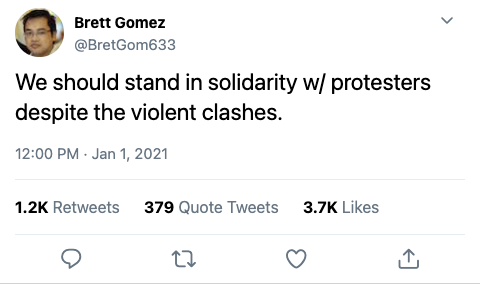 Brett Gomez
@BretGom633
We should stand in solidarity w/ protesters
despite the violent clashes.
12:00 PM · Jan 1, 2021
1.2K Retweets 379 Quote Tweets 3.7K Likes